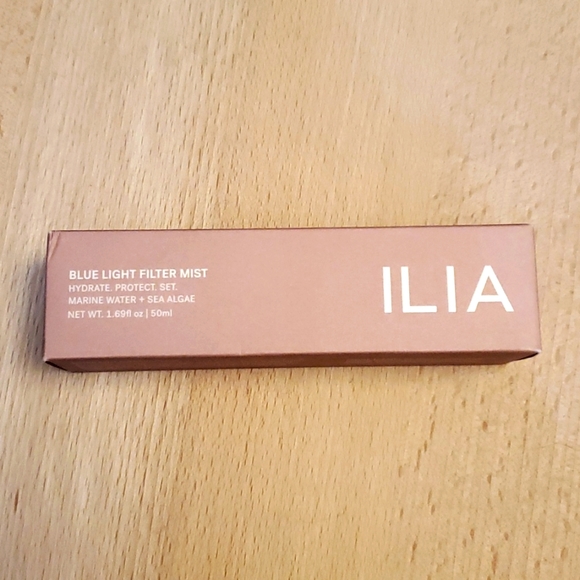 BLUE LIGHT FILTER MIST
HYDRATE. PROTECT. SET.
MARINE WATER + SEA ALGAE
NET WT. 1.69fl oz | 50ml
ILIA